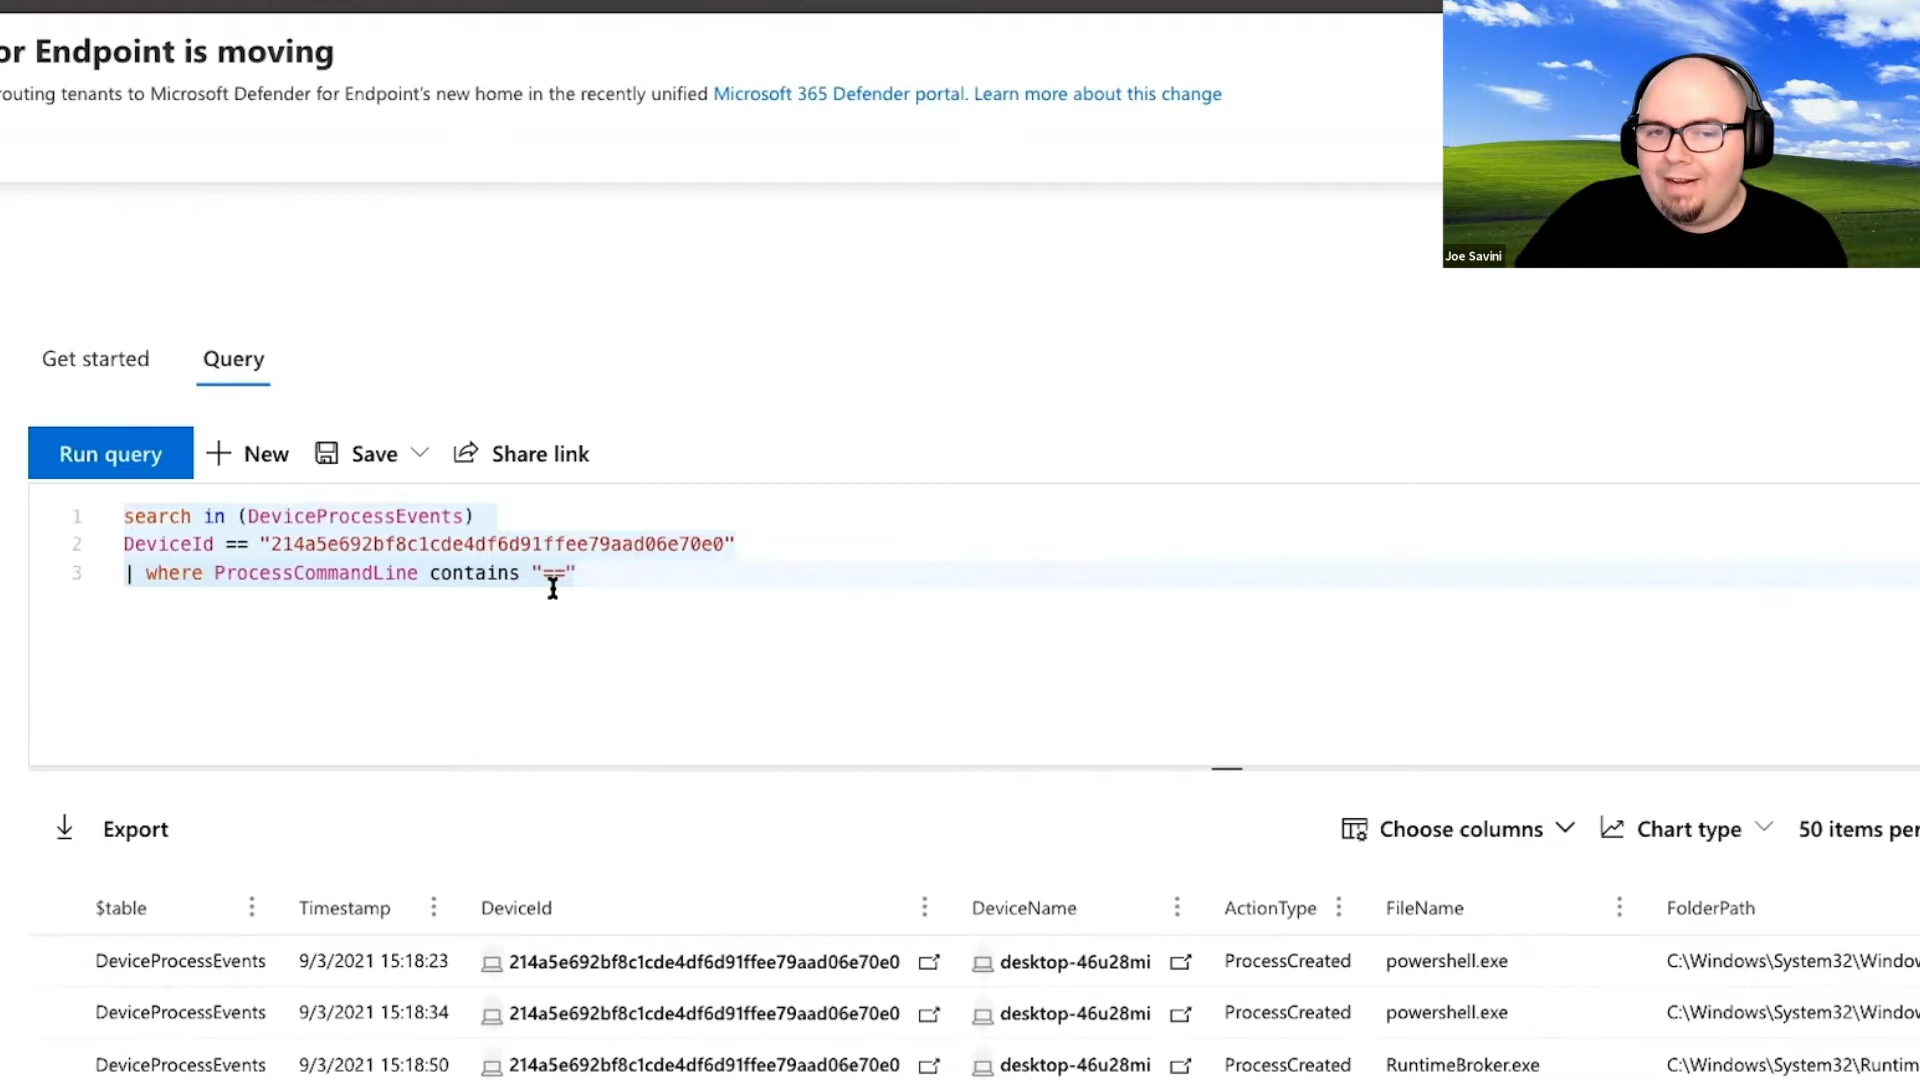 or Endpoint is moving
routing tenants to Microsoft Defender for Endpoint's new home in the recently unified Microsoft 365 Defender portal. Learn more about this change
Joe Savini
Get started Query
Run query New Save Share link
1 search in (DeviceProcessEvents)
2 DeviceId == "214a5e692bf8c1cde4df6d91ffee79aad06e70e0"
3 | where ProcessCommandLine contains "=="
Export Choose columns Chart type 50 items per
$table Timestamp DeviceId DeviceName ActionType FileName FolderPath
DeviceProcessEvents 9/3/2021 15:18:23 214a5e692bf8c1cde4df6d91ffee79aad06e70e0 desktop-46u28mi ProcessCreated powershell.exe C:\Windows\System32\Window
DeviceProcessEvents 9/3/2021 15:18:34 214a5e692bf8c1cde4df6d91ffee79aad06e70e0 desktop-46u28mi ProcessCreated powershell.exe C:\Windows\System32\Window
DeviceProcessEvents 9/3/2021 15:18:50 214a5e692bf8c1cde4df6d91ffee79aad06e70e0 desktop-46u28mi ProcessCreated RuntimeBroker.exe C:\Windows\System32\Runtim